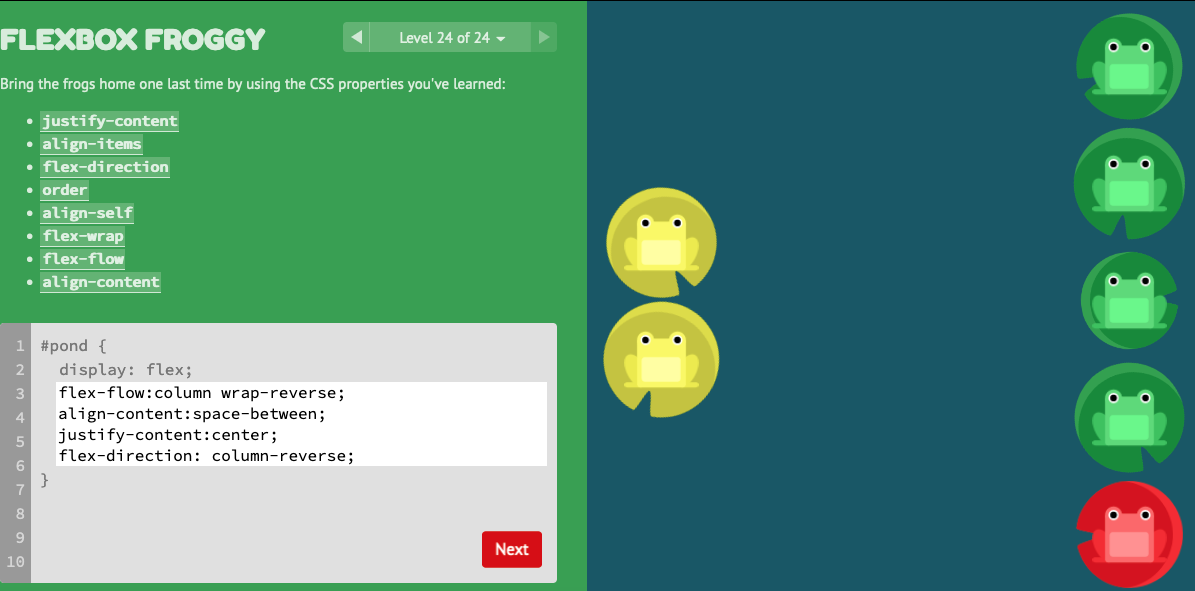 FLEXBOX FROGGY
Level 24 of 24
Bring the frogs home one last time by using the CSS properties you've learned:
justify-content
align-items
flex-direction
order
align-self
flex-wrap
flex-flow
align-content
1 #pond {
2 display: flex;
3 flex-flow:column wrap-reverse;
4 align-content:space-between;
5 justify-content:center;
6 flex-direction: column-reverse;
7 }
8
9
10
Next